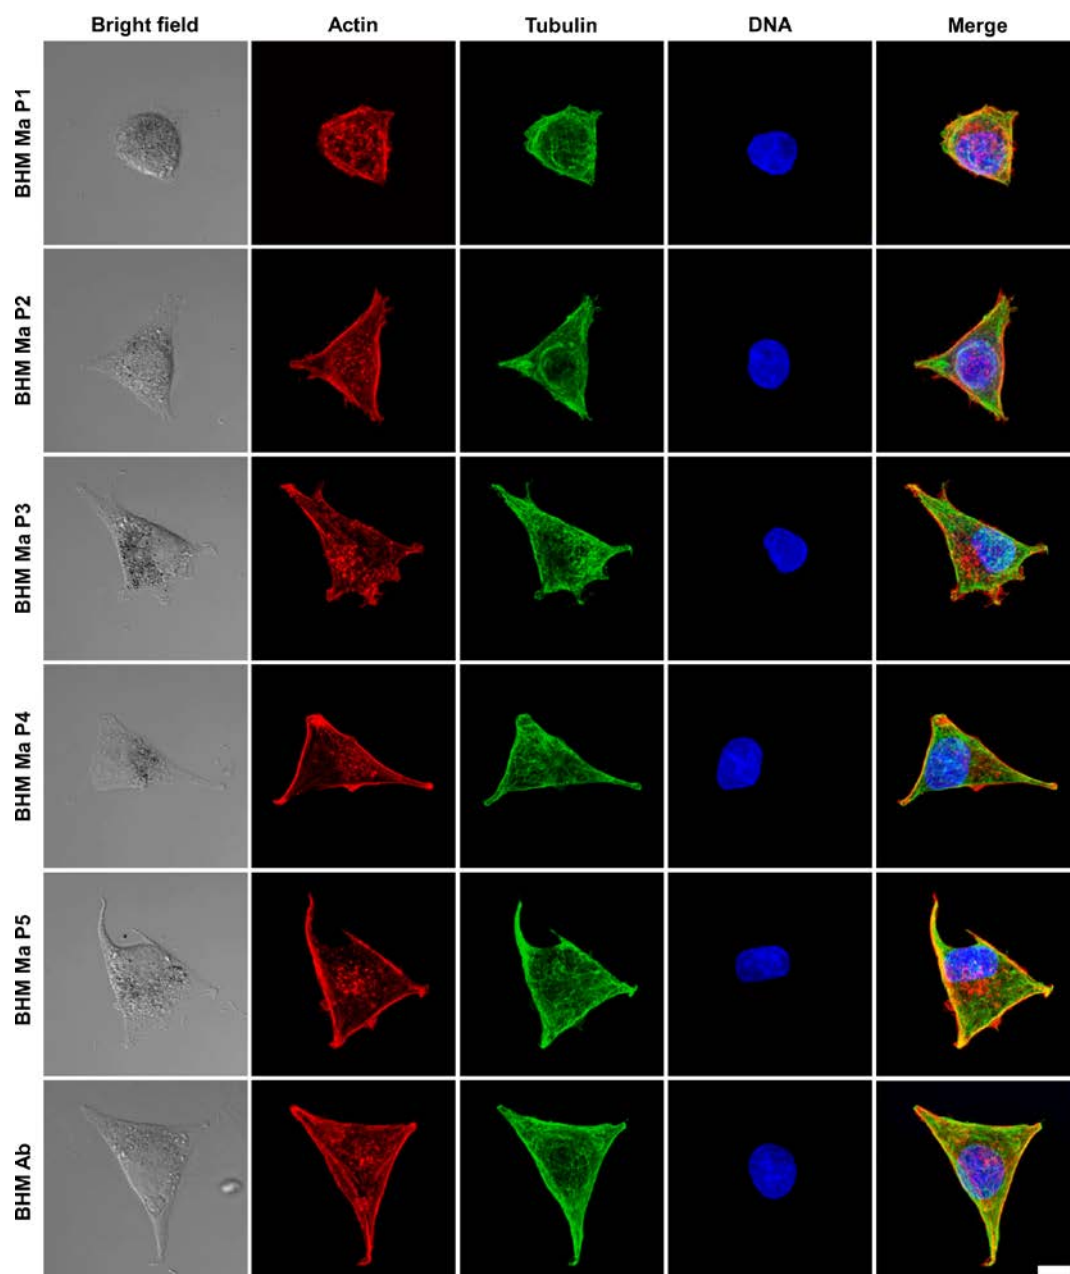 Bright field Actin Tubulin DNA Merge
BHM Ma P1
BHM Ma P2
BHM Ma P3
BHM Ma P4
BHM Ma P5
BHM Ab